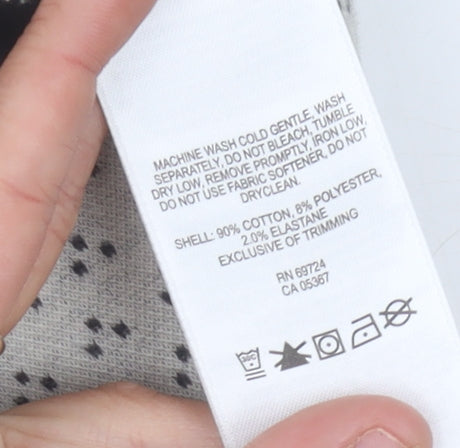 MACHINE WASH COLD GENTLE, WASH
SEPARATELY, DO NOT BLEACH, TUMBLE
DRY LOW, REMOVE PROMPTLY, IRON LOW,
DO NOT USE FABRIC SOFTENER, DO NOT
DRYCLEAN.
SHELL: 90% COTTON, 8% POLYESTER,
2.0% ELASTANE
EXCLUSIVE OF TRIMMING
RN 69724
CA 05367
30C